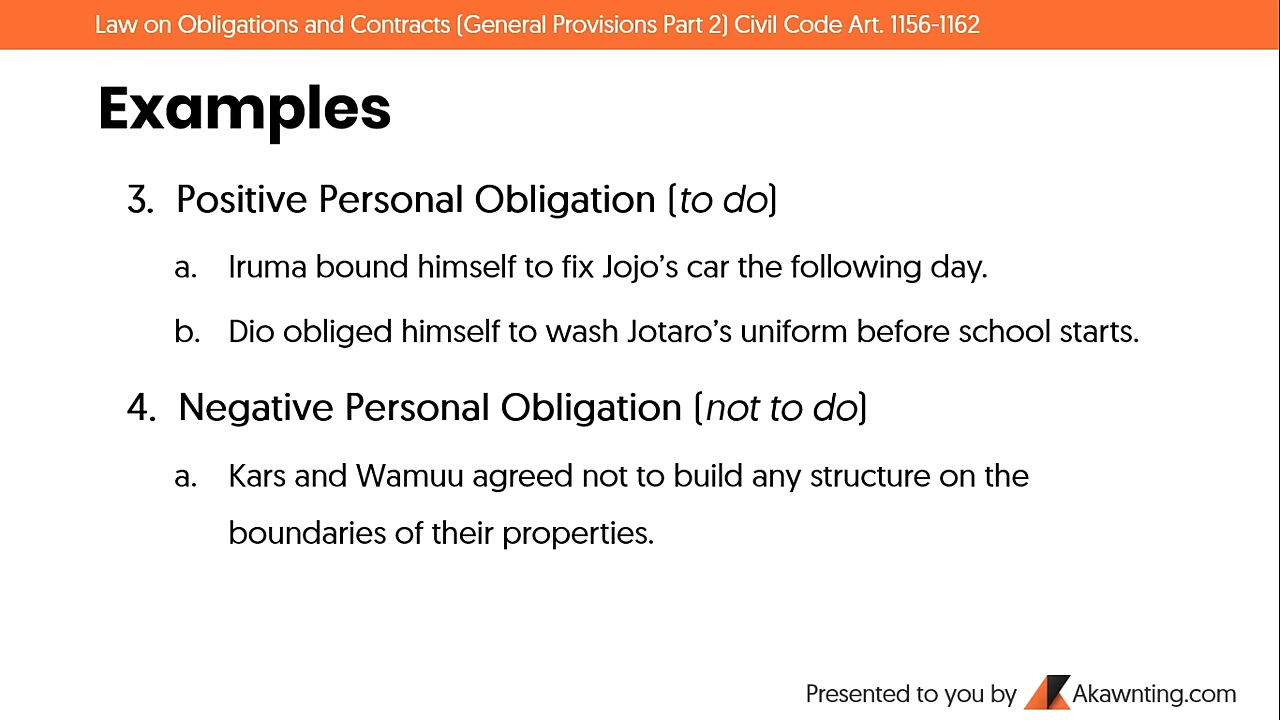 Law on Obligations and Contracts (General Provisions Part 2) Civil Code Art. 1156-1162
Examples
3. Positive Personal Obligation (to do)
a. Iruma bound himself to fix Jojo's car the following day.
b. Dio obliged himself to wash Jotaro's uniform before school starts.
4. Negative Personal Obligation (not to do)
a. Kars and Wamuu agreed not to build any structure on the
boundaries of their properties.
Presented to you by Akawnting.com